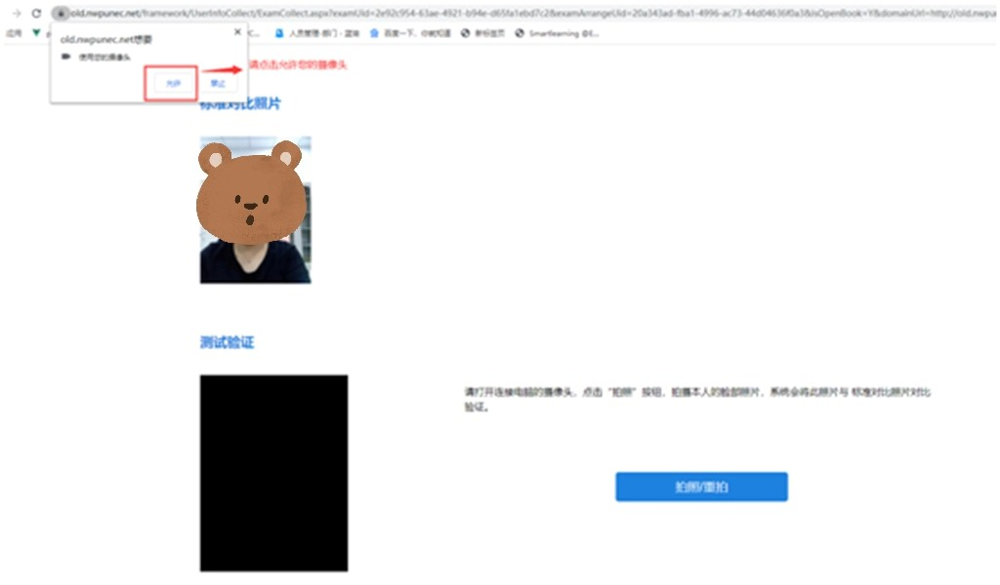 old.nwpunec.net/framework/UserInfoCollect/ExamCollect.aspx?examUid=2e92c954-63ae-4921-b94e-d65fa1ebd7c2&examArrangeUid=20a343ad-fba1-4996-ac73-44d04636f0a3&isOpenBook=Y&domainUrl=http://old.nwpu
应用
人员管理-部门 -
百度一下，你就知道
新标签页
Smartlearning
old.nwpunec.net想要
使用您的摄像头
允许 禁止
请点击允许您的摄像头
标准对比照片
测试验证
请打开连接电脑的摄像头，点击“拍照”按钮，拍摄本人的脸部照片，系统会将此照片与 标准对比照片对比
验证。
拍照/重拍